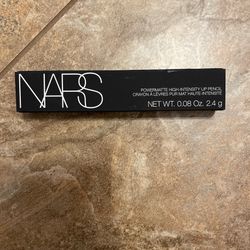 NARS
POWERMATTE HIGH-INTENSITY LIP PENCIL
CRAYON À LÈVRES PUR MAT HAUTE-INTENSITÉ
NET WT. 0.08 OZ. 2.4 g